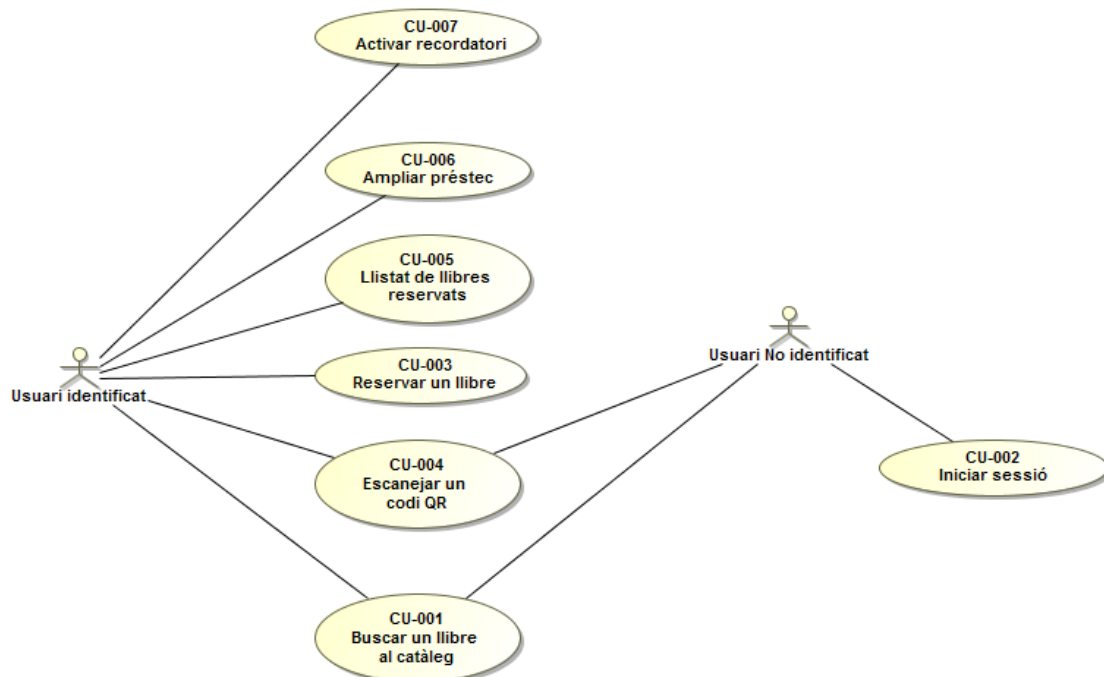 CU-007
Activar recordatori
CU-006
Ampliar préstec
CU-005
Llistat de llibres
reservats
Usuari No identificat
CU-003
Reservar un llibre
Usuari identificat
CU-004
Escanejar un
codi QR
CU-002
Iniciar sessió
CU-001
Buscar un llibre
al catàleg